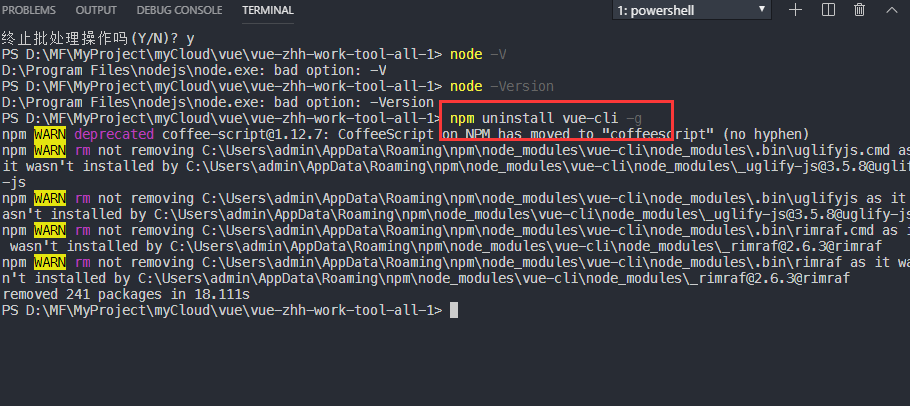 PROBLEMS OUTPUT DEBUG CONSOLE TERMINAL 1: powershell
终止批处理操作吗(Y/N)? y
PS D:\MF\MyProject\myCloud\vue\vue-zhh-work-tool-all-1> node -V
D:\Program Files\nodejs\node.exe: bad option: -V
PS D:\MF\MyProject\myCloud\vue\vue-zhh-work-tool-all-1> node -Version
D:\Program Files\nodejs\node.exe: bad option: -Version
PS D:\MF\MyProject\myCloud\vue\vue-zhh-work-tool-all-1> npm uninstall vue-cli -g
npm WARN deprecated coffee-script@1.12.7: CoffeeScript on NPM has moved to "coffeescript" (no hyphen)
npm WARN rm not removing C:\Users\admin\AppData\Roaming\npm\node_modules\vue-cli\node_modules\.bin\uglifyjs.cmd as
it wasn't installed by C:\Users\admin\AppData\Roaming\npm\node_modules\vue-cli\node_modules\_uglify-js@3.5.8@uglify
-js
npm WARN rm not removing C:\Users\admin\AppData\Roaming\npm\node_modules\vue-cli\node_modules\.bin\uglifyjs as it
asn't installed by C:\Users\admin\AppData\Roaming\npm\node_modules\vue-cli\node_modules\_uglify-js@3.5.8@uglify-js
npm WARN rm not removing C:\Users\admin\AppData\Roaming\npm\node_modules\vue-cli\node_modules\.bin\rimraf.cmd as i
wasn't installed by C:\Users\admin\AppData\Roaming\npm\node_modules\vue-cli\node_modules\_rimraf@2.6.3@rimraf
npm WARN rm not removing C:\Users\admin\AppData\Roaming\npm\node_modules\vue-cli\node_modules\.bin\rimraf as it wa
n't installed by C:\Users\admin\AppData\Roaming\npm\node_modules\vue-cli\node_modules\_rimraf@2.6.3@rimraf
removed 241 packages in 18.111s
PS D:\MF\MyProject\myCloud\vue\vue-zhh-work-tool-all-1>